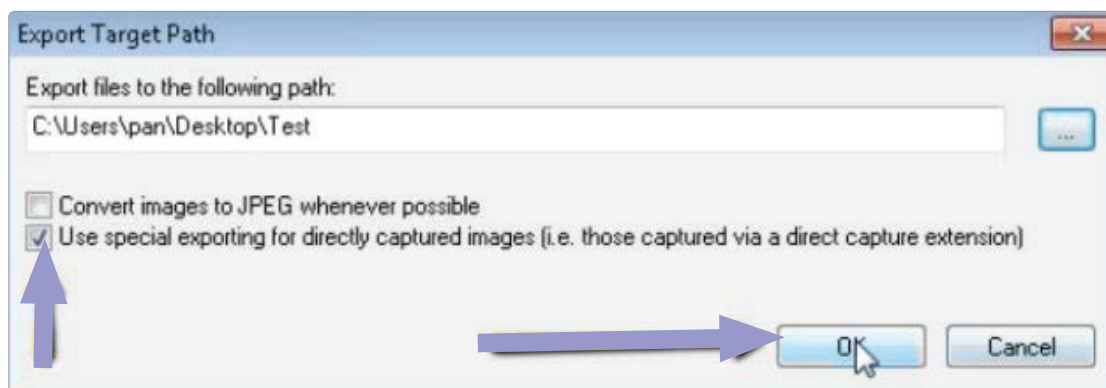 Export Target Path
Export files to the following path:
C:\Users\pan\Desktop\Test
...
Convert images to JPEG whenever possible
Use special exporting for directly captured images (i.e. those captured via a direct capture extension)
OK
Cancel